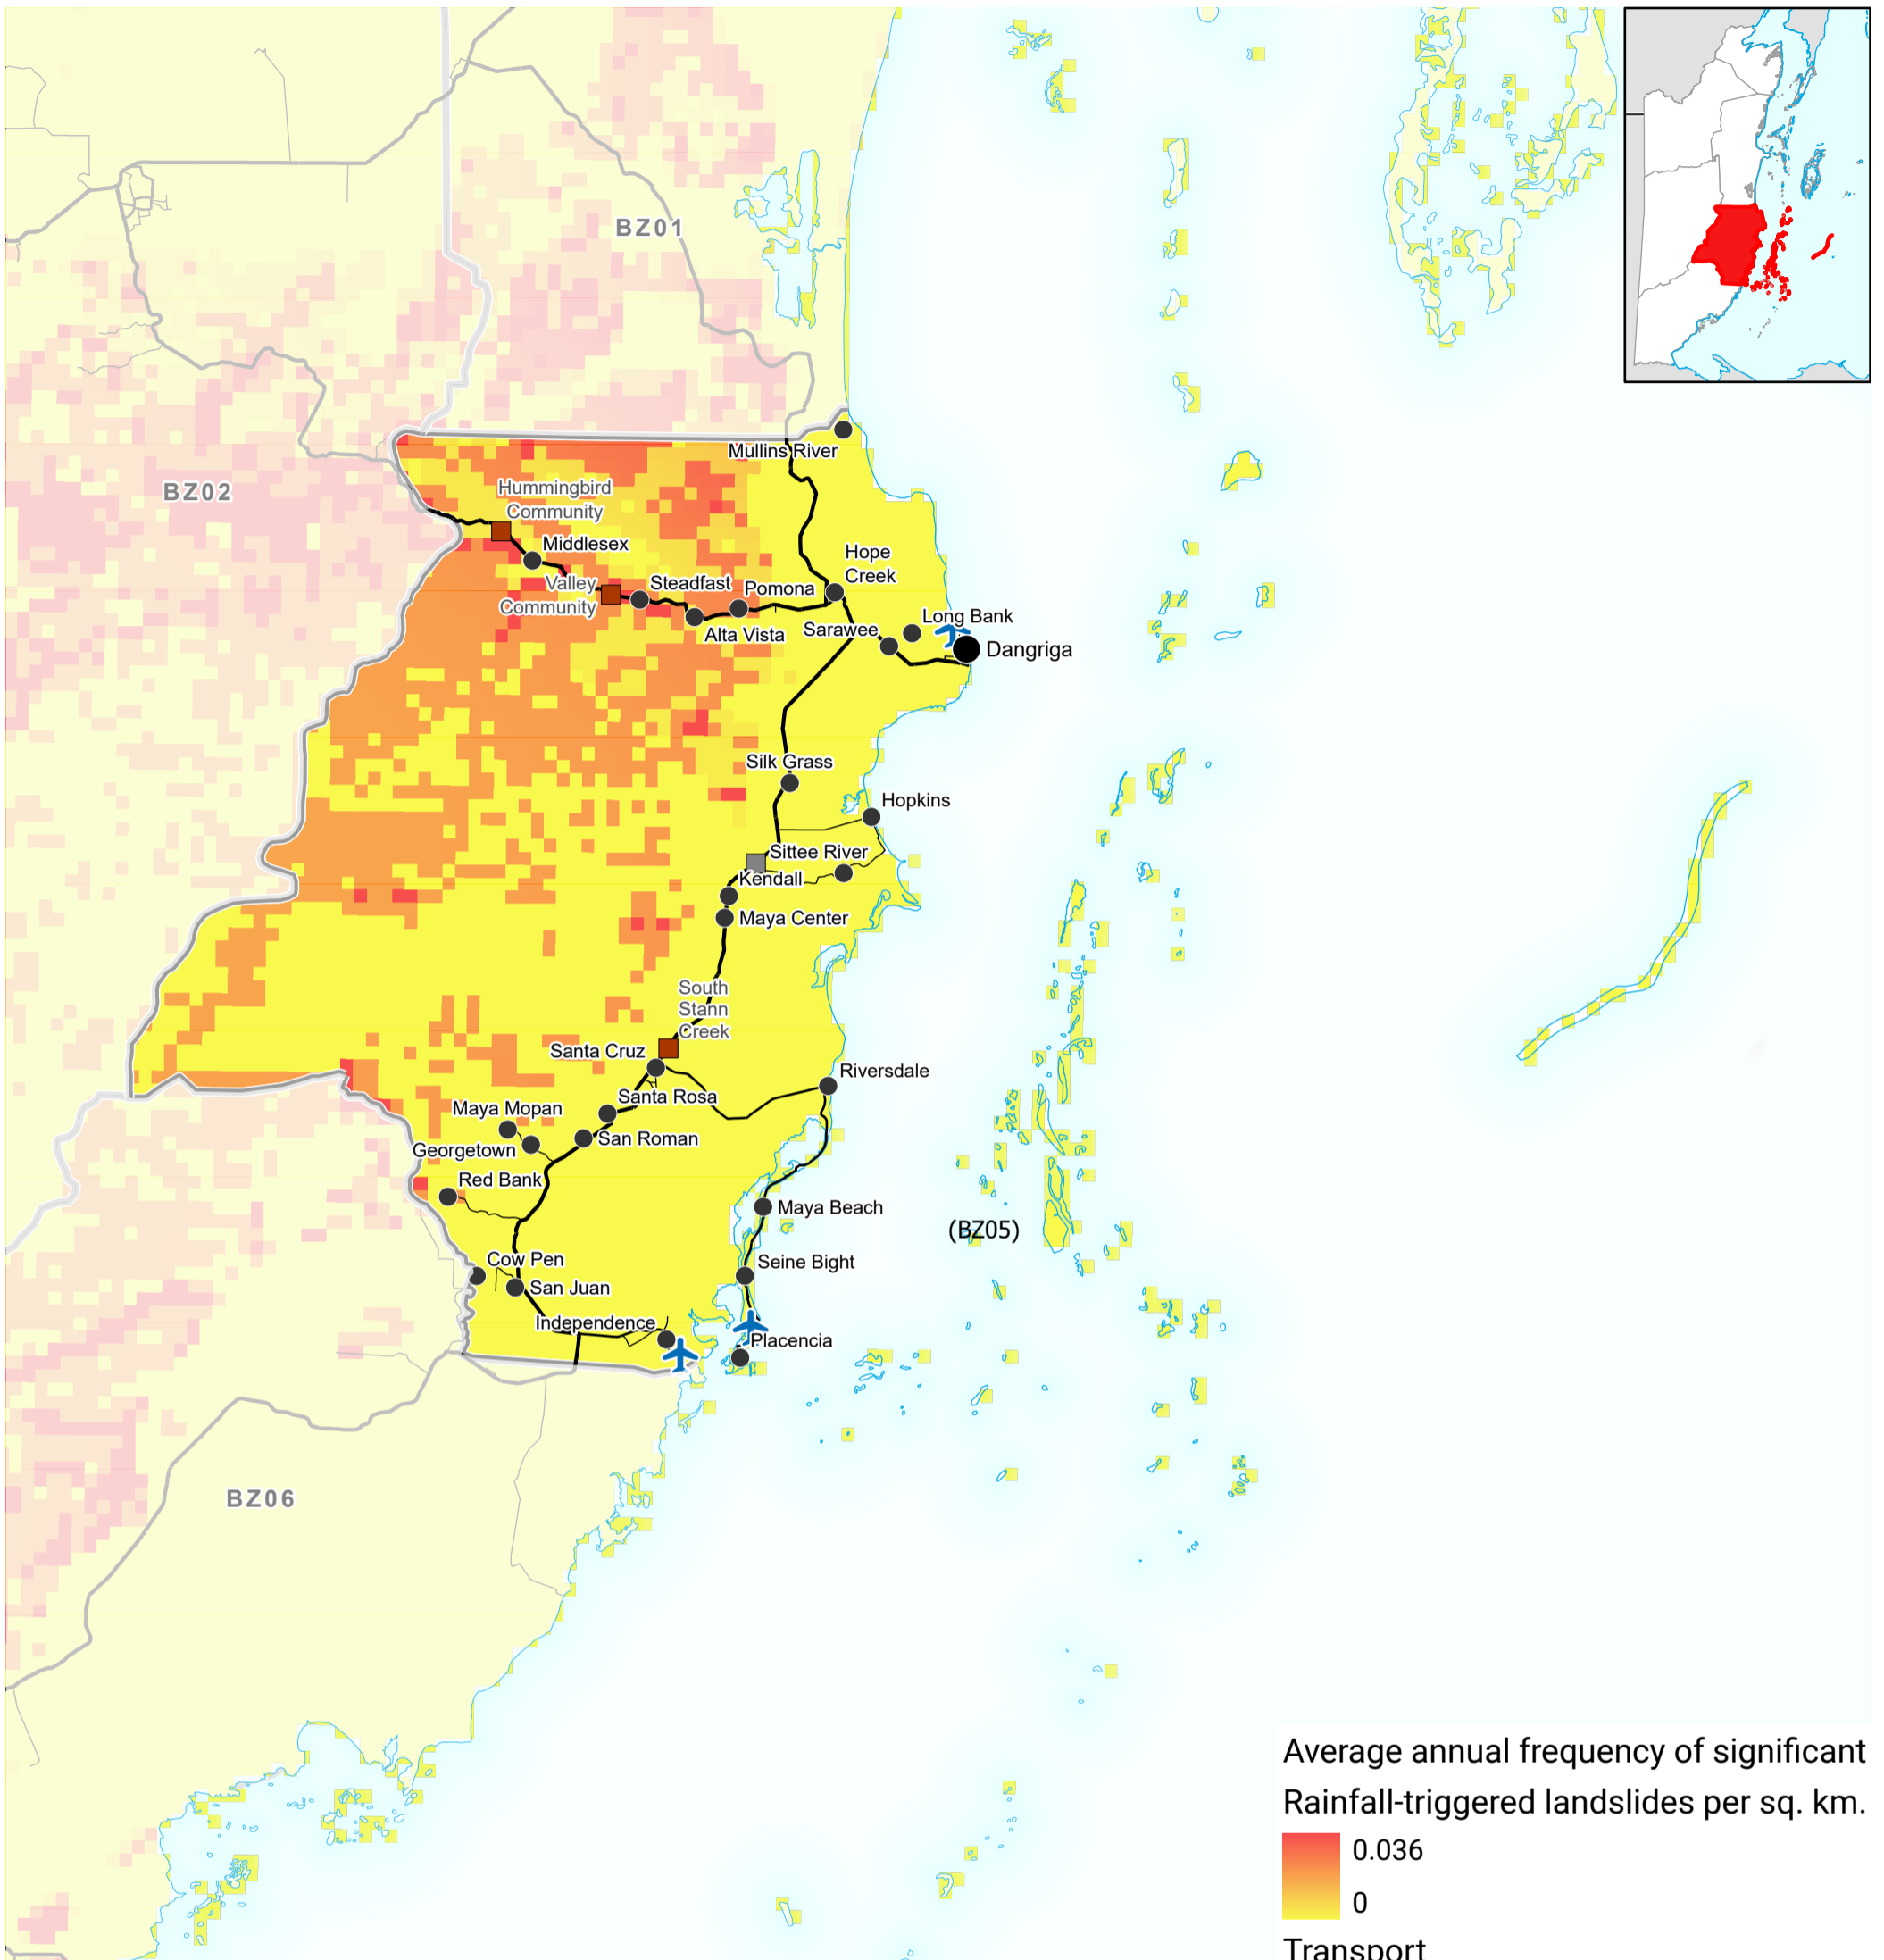 BZ01
BZ02
Mullins River
Hummingbird
Community
Middlesex
Hope
Creek
Valley
Community
Steadfast
Pomona
Long Bank
Alta Vista
Sarawee
Dangriga
Silk Grass
Hopkins
Sittee River
Kendall
Maya Center
South
Stann
Creek
Santa Cruz
Riversdale
Santa Rosa
Maya Mopan
San Roman
Georgetown
Red Bank
Maya Beach
(BZ05)
Cow Pen
Seine Bight
San Juan
Independence
Placencia
BZ06
Average annual frequency of significant
Rainfall-triggered landslides per sq. km.
0.036
0
Transport